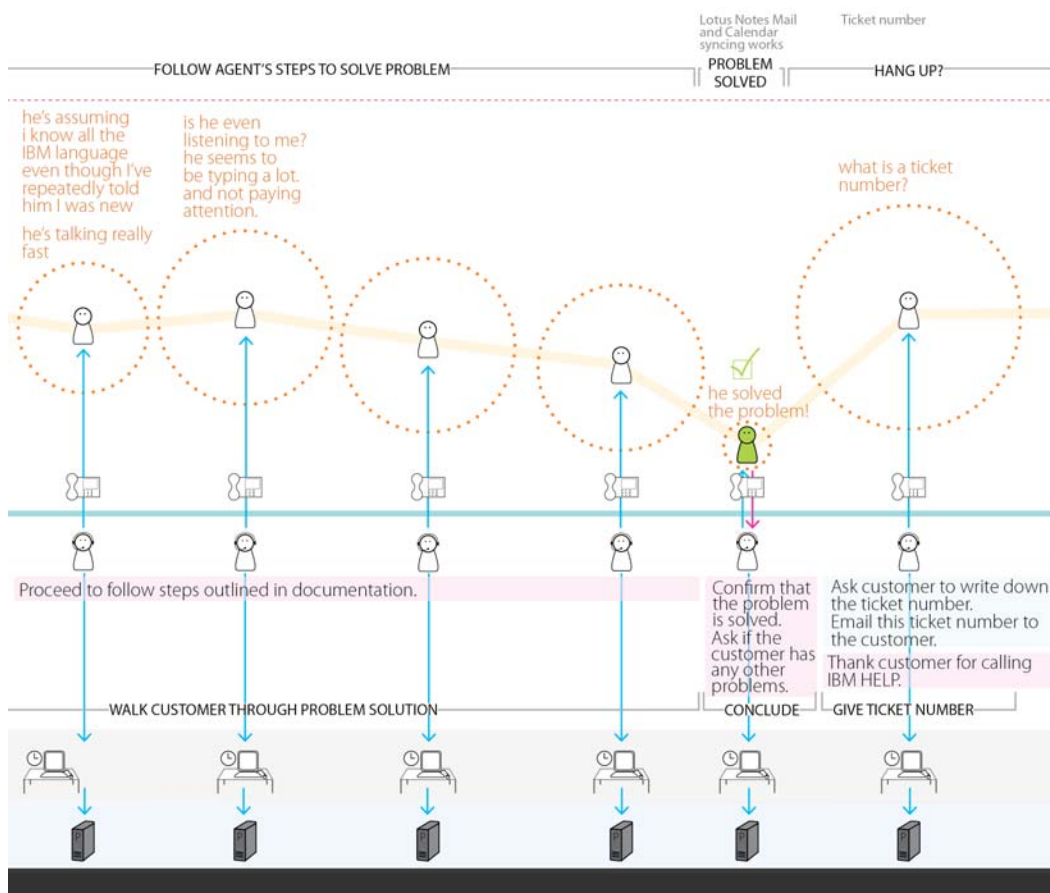 Lotus Notes Mail
and Calendar
syncing works
Ticket number
FOLLOW AGENT'S STEPS TO SOLVE PROBLEM
PROBLEM
SOLVED
HANG UP?
he's assuming
i know all the
IBM language
even though I've
repeatedly told
him I was new
he's talking really
fast
is he even
listening to me?
he seems to
be typing a lot.
and not paying
attention.
what is a ticket
number?
he solved
the problem!
Proceed to follow steps outlined in documentation.
Confirm that
the problem
is solved.
Ask if the
customer has
any other
problems.
Ask customer to write down
the ticket number.
Email this ticket number to
the customer.
Thank customer for calling
IBM HELP.
WALK CUSTOMER THROUGH PROBLEM SOLUTION
CONCLUDE
GIVE TICKET NUMBER
P
P
P
P
P
P